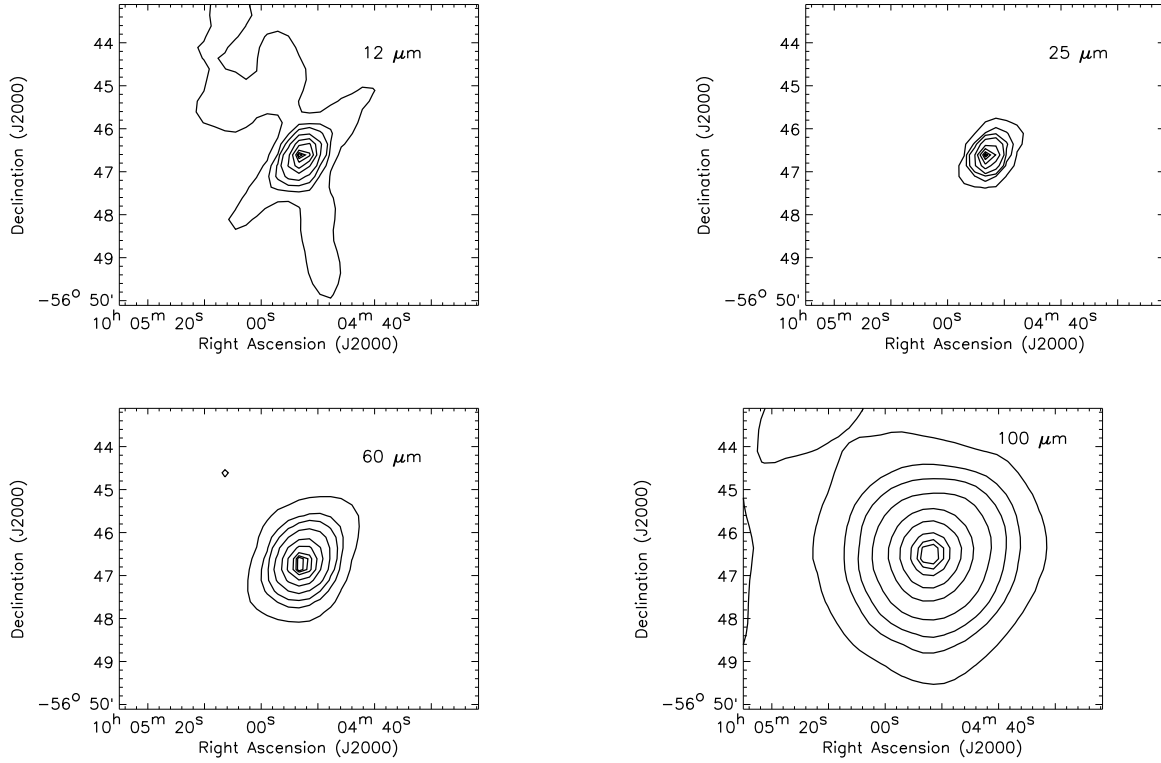 12 μm
44
45
46
47
48
49
−56° 50'
10ʰ 05ᵐ 20ˢ 00ˢ 04ᵐ 40ˢ
Right Ascension (J2000)
Declination (J2000)
25 μm
44
45
46
47
48
49
−56° 50'
10ʰ 05ᵐ 20ˢ 00ˢ 04ᵐ 40ˢ
Right Ascension (J2000)
Declination (J2000)
60 μm
44
45
46
47
48
49
−56° 50'
10ʰ 05ᵐ 20ˢ 00ˢ 04ᵐ 40ˢ
Right Ascension (J2000)
Declination (J2000)
100 μm
44
45
46
47
48
49
−56° 50'
10ʰ 05ᵐ 20ˢ 00ˢ 04ᵐ 40ˢ
Right Ascension (J2000)
Declination (J2000)